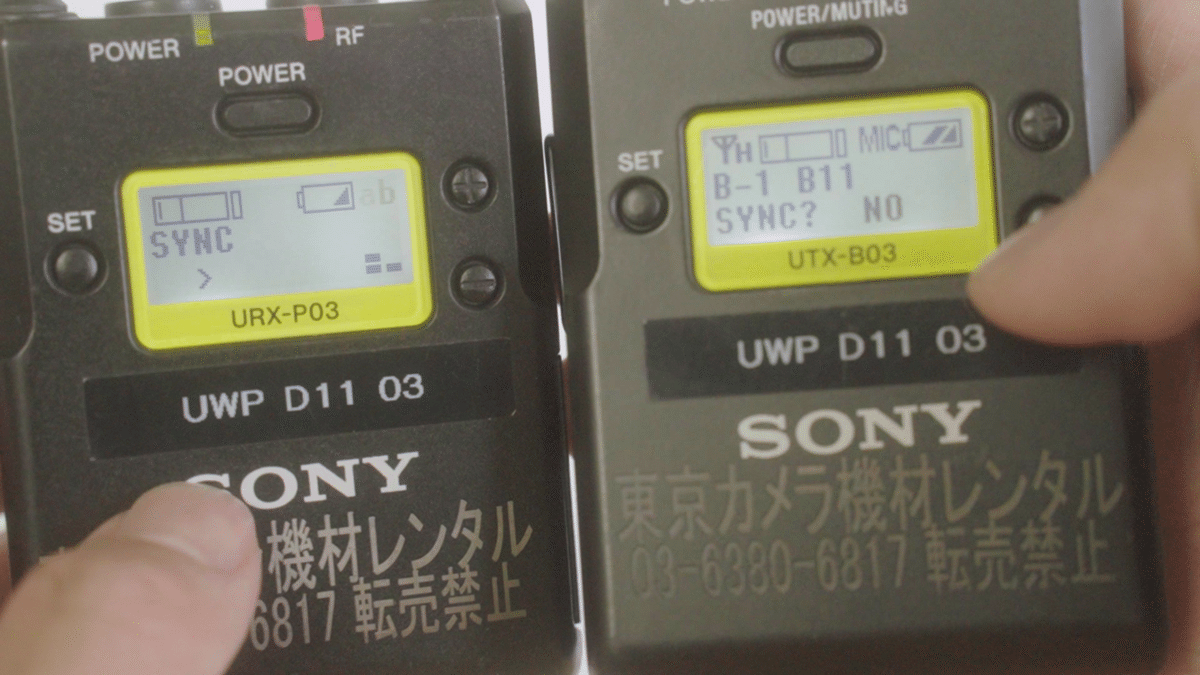 POWER
RF
POWER
SET
SYNC
>
URX-P03
UWP D11 03
SONY
機材レンタル
6817 転売禁止
POWER/MUTING
SET
H MIC
B-1 B11
SYNC? NO
UTX-B03
UWP D11 03
SONY
東京カメラ機材レンタル
03-6380-6817 転売禁止